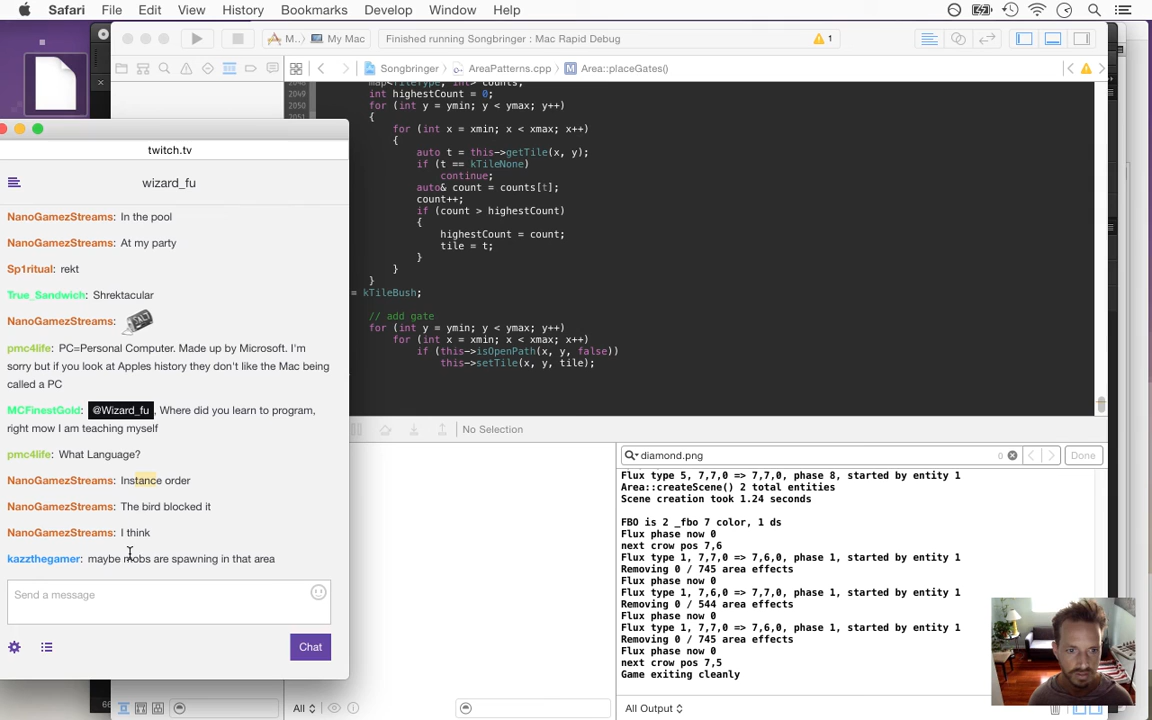 Safari File Edit View History Bookmarks Develop Window Help
M.. My Mac Finished running Songbringer : Mac Rapid Debug 1
Songbringer AreaPatterns.cpp M Area::placeGates()
2049 int highestCount = 0;
2050 for (int y = ymin; y < ymax; y++)
2051 {
for (int x = xmin; x < xmax; x++)
{
auto t = this->getTile(x, y);
if (t == kTileNone)
continue;
auto& count = counts[t];
count++;
if (count > highestCount)
{
highestCount = count;
tile = t;
}
}
}
= kTileBush;
// add gate
for (int y = ymin; y < ymax; y++)
for (int x = xmin; x < xmax; x++)
if (this->isOpenPath(x, y, false))
this->setTile(x, y, tile);
twitch.tv
wizard_fu
NanoGamezStreams: In the pool
NanoGamezStreams: At my party
Sp1ritual: rekt
True_Sandwich: Shrektacular
NanoGamezStreams:
pmc4life: PC=Personal Computer. Made up by Microsoft. I'm
sorry but if you look at Apples history they don't like the Mac being
called a PC
MCFinestGold: @Wizard_fu, Where did you learn to program,
right mow I am teaching myself
pmc4life: What Language?
NanoGamezStreams: Instance order
NanoGamezStreams: The bird blocked it
NanoGamezStreams: I think
kazzthegamer: maybe mobs are spawning in that area
Send a message
Chat
No Selection
diamond.png 0 Done
Flux type 5, 7,7,0 => 7,7,0, phase 8, started by entity 1
Area::createScene() 2 total entities
Scene creation took 1.24 seconds
FBO is 2 _fbo 7 color, 1 ds
Flux phase now 0
next crow pos 7,6
Flux type 1, 7,7,0 => 7,6,0, phase 1, started by entity 1
Removing 0 / 745 area effects
Flux phase now 0
Flux type 1, 7,6,0 => 7,7,0, phase 1, started by entity 1
Removing 0 / 544 area effects
Flux phase now 0
Flux type 1, 7,7,0 => 7,6,0, phase 1, started by entity 1
Removing 0 / 745 area effects
Flux phase now 0
next crow pos 7,5
Game exiting cleanly
All
All Output